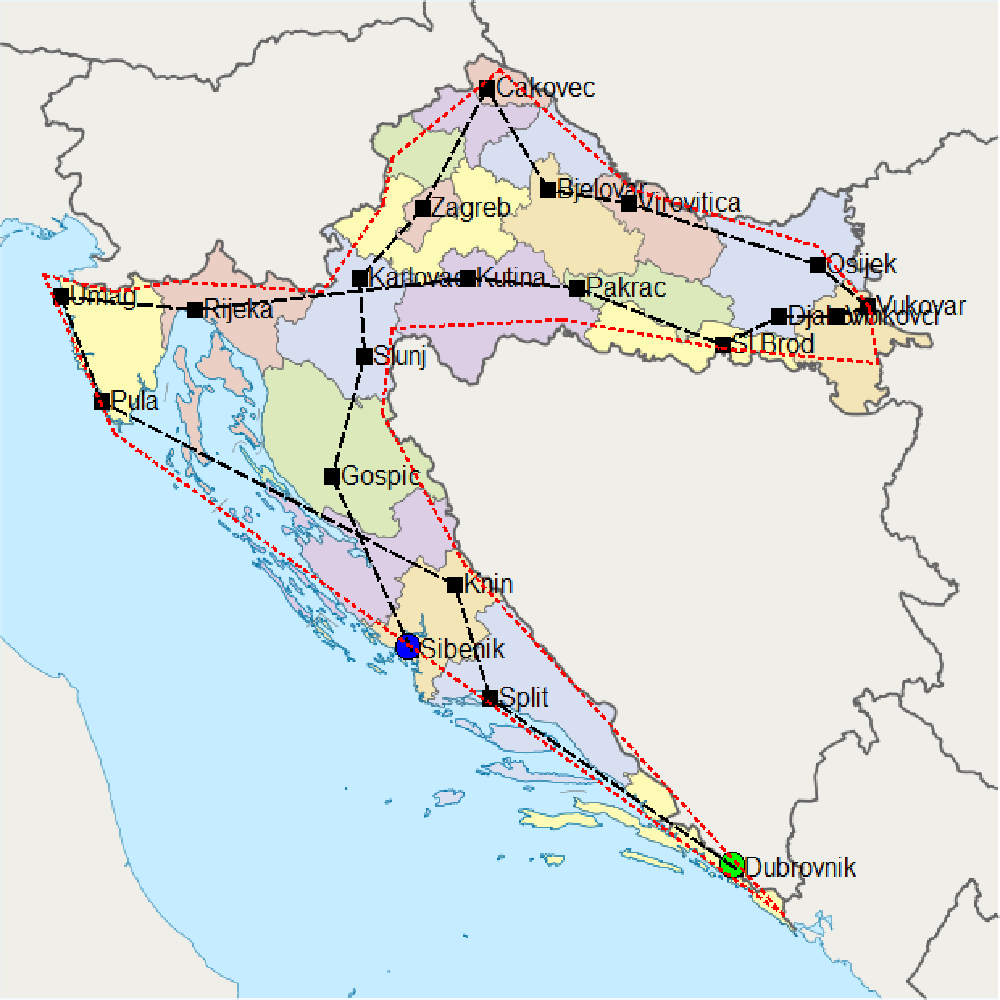 Cakovec
Bjelovar
Virovitica
Zagreb
Osijek
Karlovac
Kutina
Pakrac
Umag
Rijeka
Vukovar
Djakovo
Vinkovci
Sl.Brod
Slunj
Pula
Gospic
Knin
Sibenik
Split
Dubrovnik